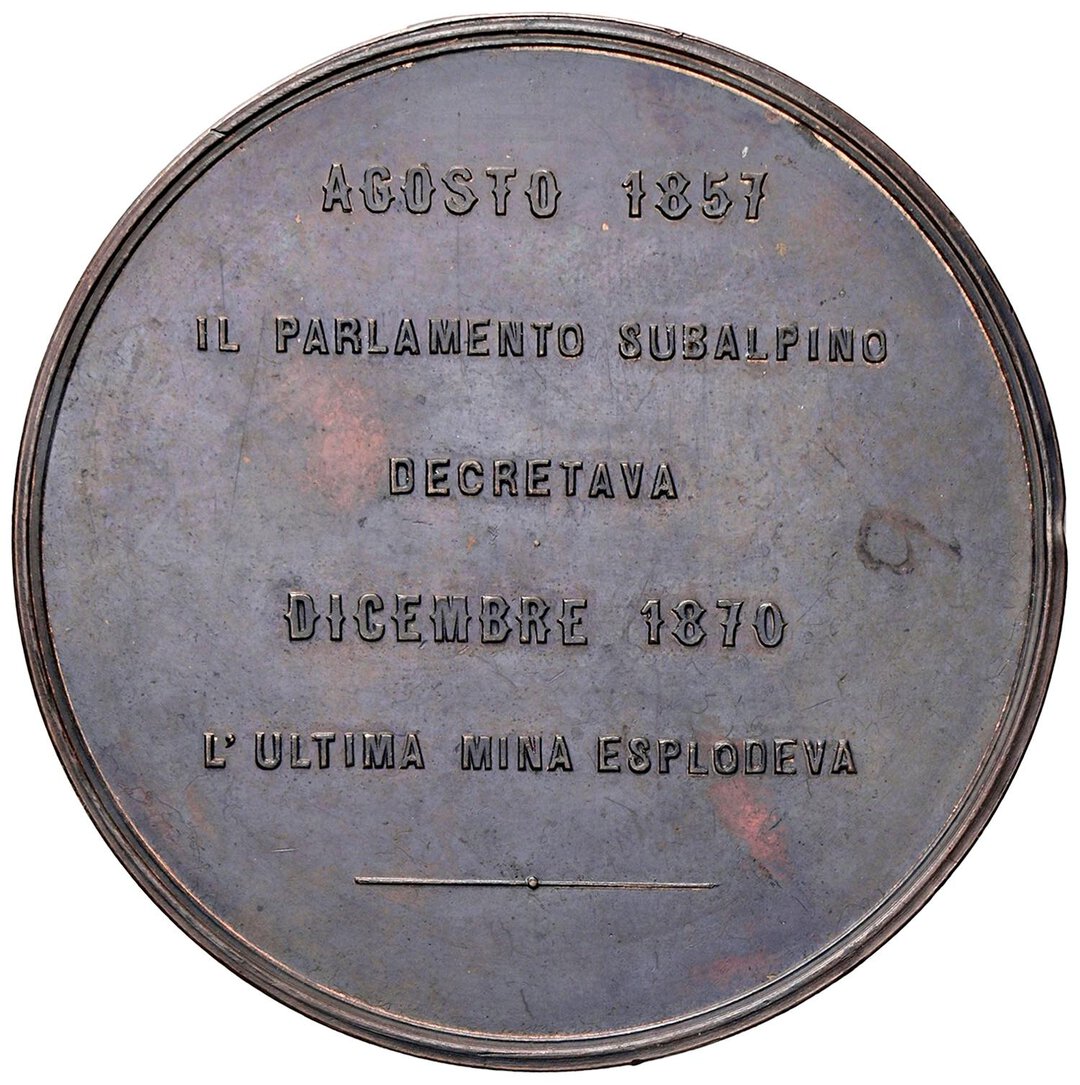 AGOSTO 1857
IL PARLAMENTO SUBALPINO
DECRETAVA
DICEMBRE 1870
L'ULTIMA MINA ESPLODEVA